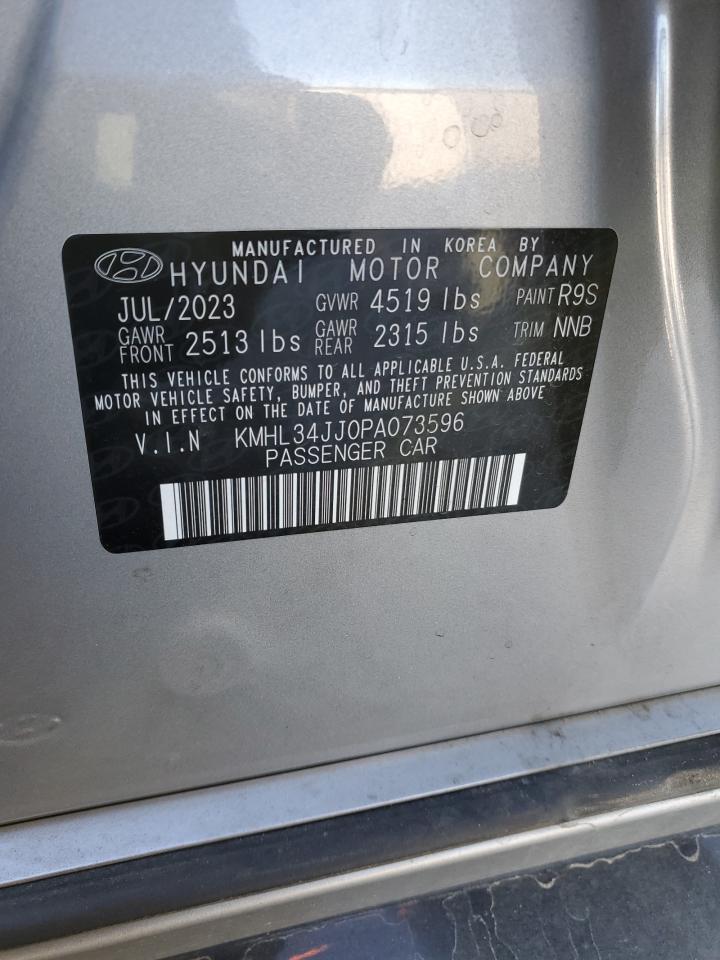 MANUFACTURED IN KOREA BY
HYUNDAI MOTOR COMPANY
JUL/2023 GVWR 4519 lbs PAINT R9S
GAWR FRONT 2513 lbs GAWR REAR 2315 lbs TRIM NNB
THIS VEHICLE CONFORMS TO ALL APPLICABLE U.S.A. FEDERAL
MOTOR VEHICLE SAFETY, BUMPER, AND THEFT PREVENTION STANDARDS
IN EFFECT ON THE DATE OF MANUFACTURE SHOWN ABOVE
V.I.N KMHL34JJ0PA073596
PASSENGER CAR